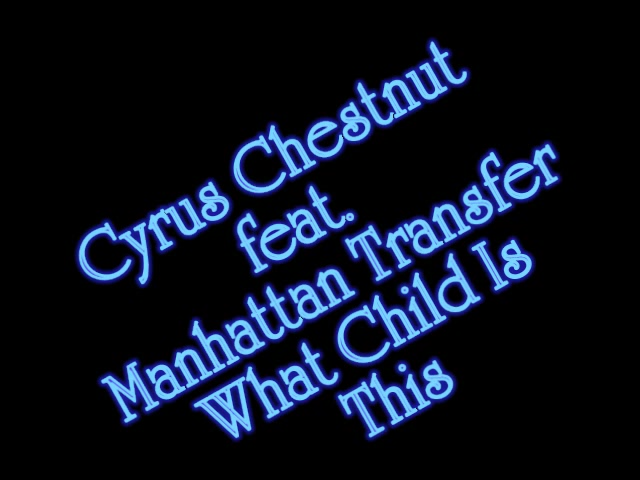 Cyrus Chestnut
feat.
Manhattan Transfer
What Child Is
This